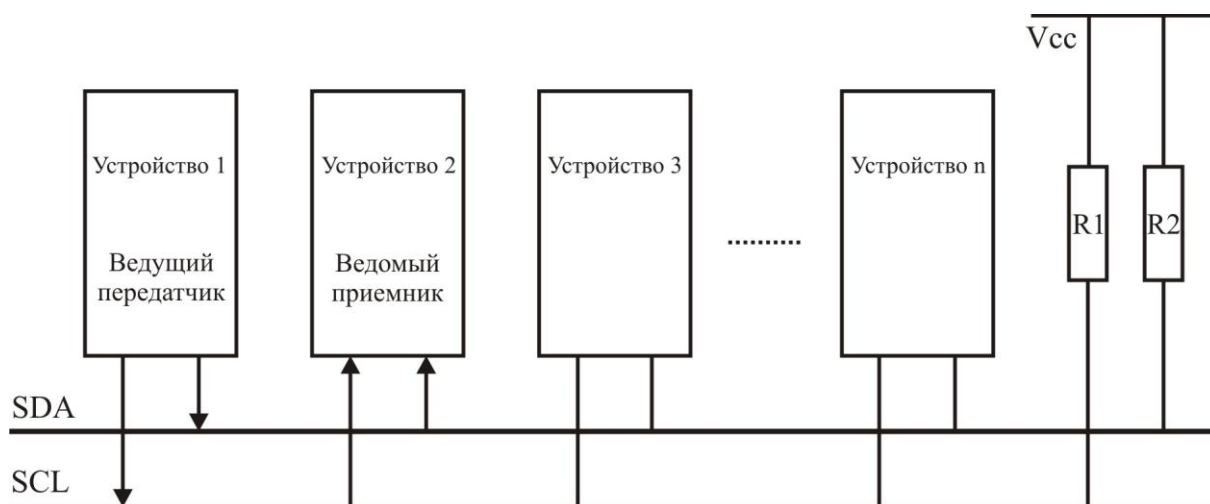 Vcc
Устройство 1
Ведущий
передатчик
Устройство 2
Ведомый
приемник
Устройство 3
Устройство n
R1
R2
SDA
SCL